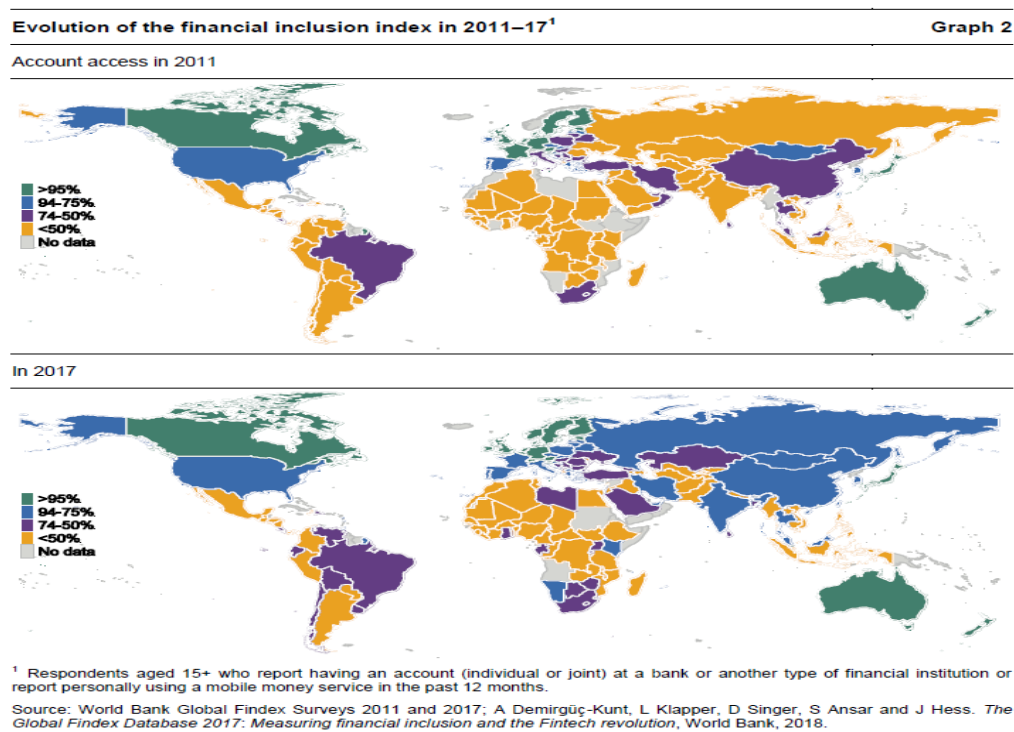 Evolution of the financial inclusion index in 2011–17¹ Graph 2
Account access in 2011
>95%
94-75%
74-50%
<50%
No data
In 2017
>95%
94-75%
74-50%
<50%
No data
¹ Respondents aged 15+ who report having an account (individual or joint) at a bank or another type of financial institution or
report personally using a mobile money service in the past 12 months.
Source: World Bank Global Findex Surveys 2011 and 2017; A Demirgüç-Kunt, L Klapper, D Singer, S Ansar and J Hess. The
Global Findex Database 2017: Measuring financial inclusion and the Fintech revolution, World Bank, 2018.